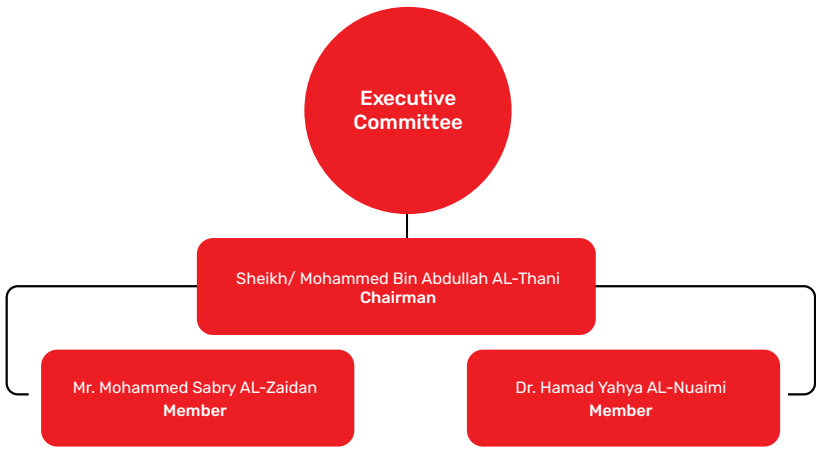 Executive
Committee
Sheikh/ Mohammed Bin Abdullah AL-Thani
Chairman
Mr. Mohammed Sabry AL-Zaidan
Member
Dr. Hamad Yahya AL-Nuaimi
Member